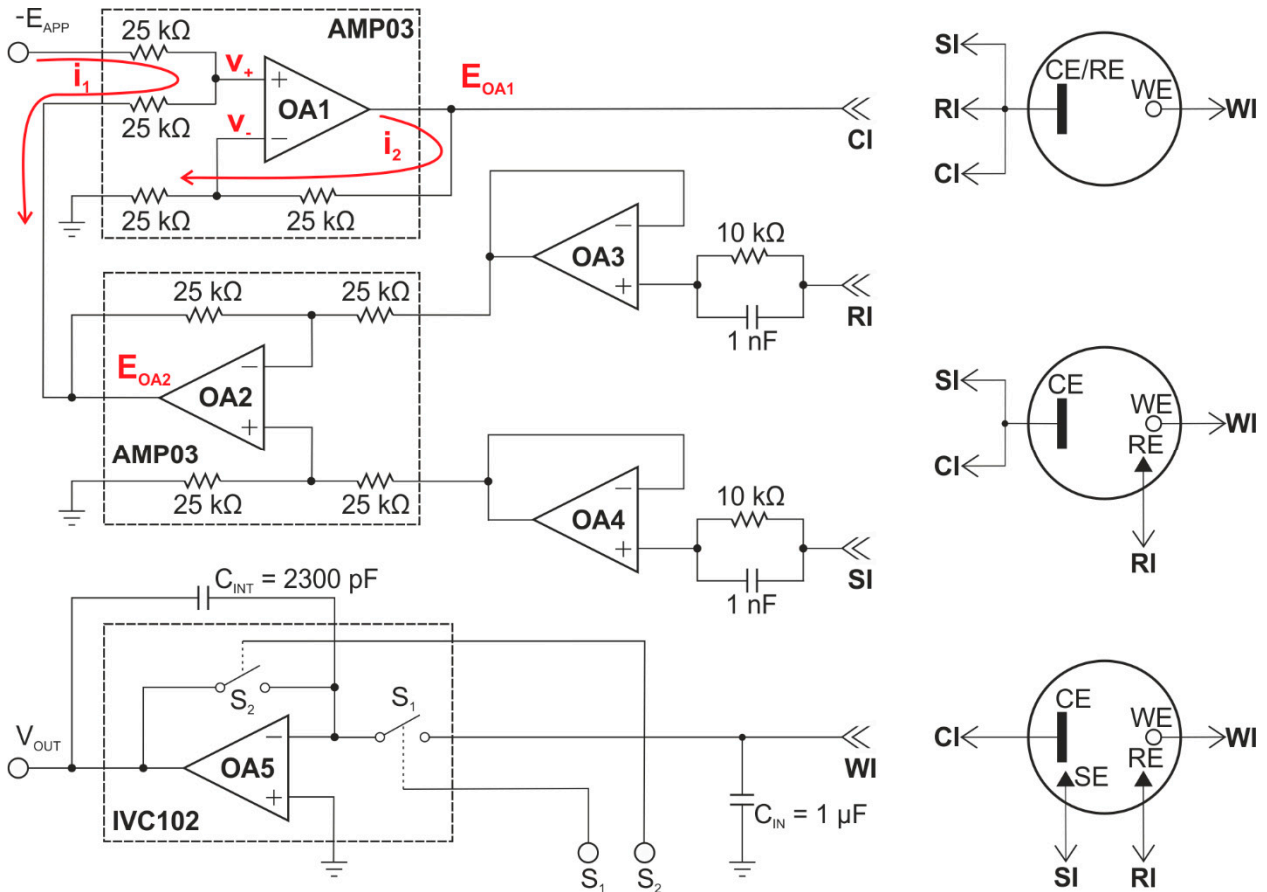 -E_APP
25 kΩ
AMP03
i₁
V₊
E_OA1
+
OA1
−
25 kΩ
V₋
i₂
CI
25 kΩ
25 kΩ
−
OA3
+
10 kΩ
1 nF
RI
25 kΩ
25 kΩ
E_OA2
−
OA2
+
AMP03
25 kΩ
25 kΩ
−
OA4
+
10 kΩ
1 nF
SI
C_INT = 2300 pF
S₂
S₁
V_OUT
−
OA5
+
IVC102
WI
C_IN = 1 µF
S₁
S₂
SI
CE/RE
WE
RI
WI
CI
SI
CE
WE
WI
CI
RE
RI
CE
WE
CI
WI
SE
RE
SI
RI